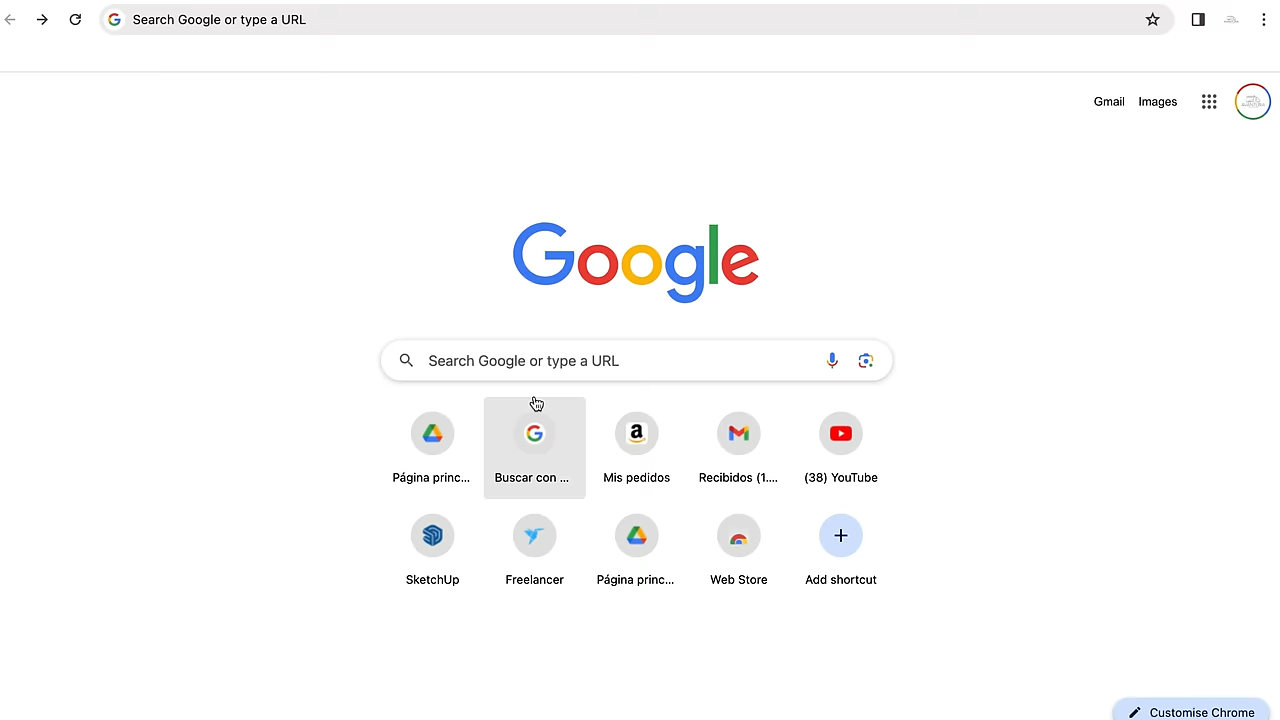 Search Google or type a URL
Gmail Images
Google
Search Google or type a URL
Página princ... Buscar con ... Mis pedidos Recibidos (1.... (38) YouTube
SketchUp Freelancer Página princ... Web Store Add shortcut
Customise Chrome